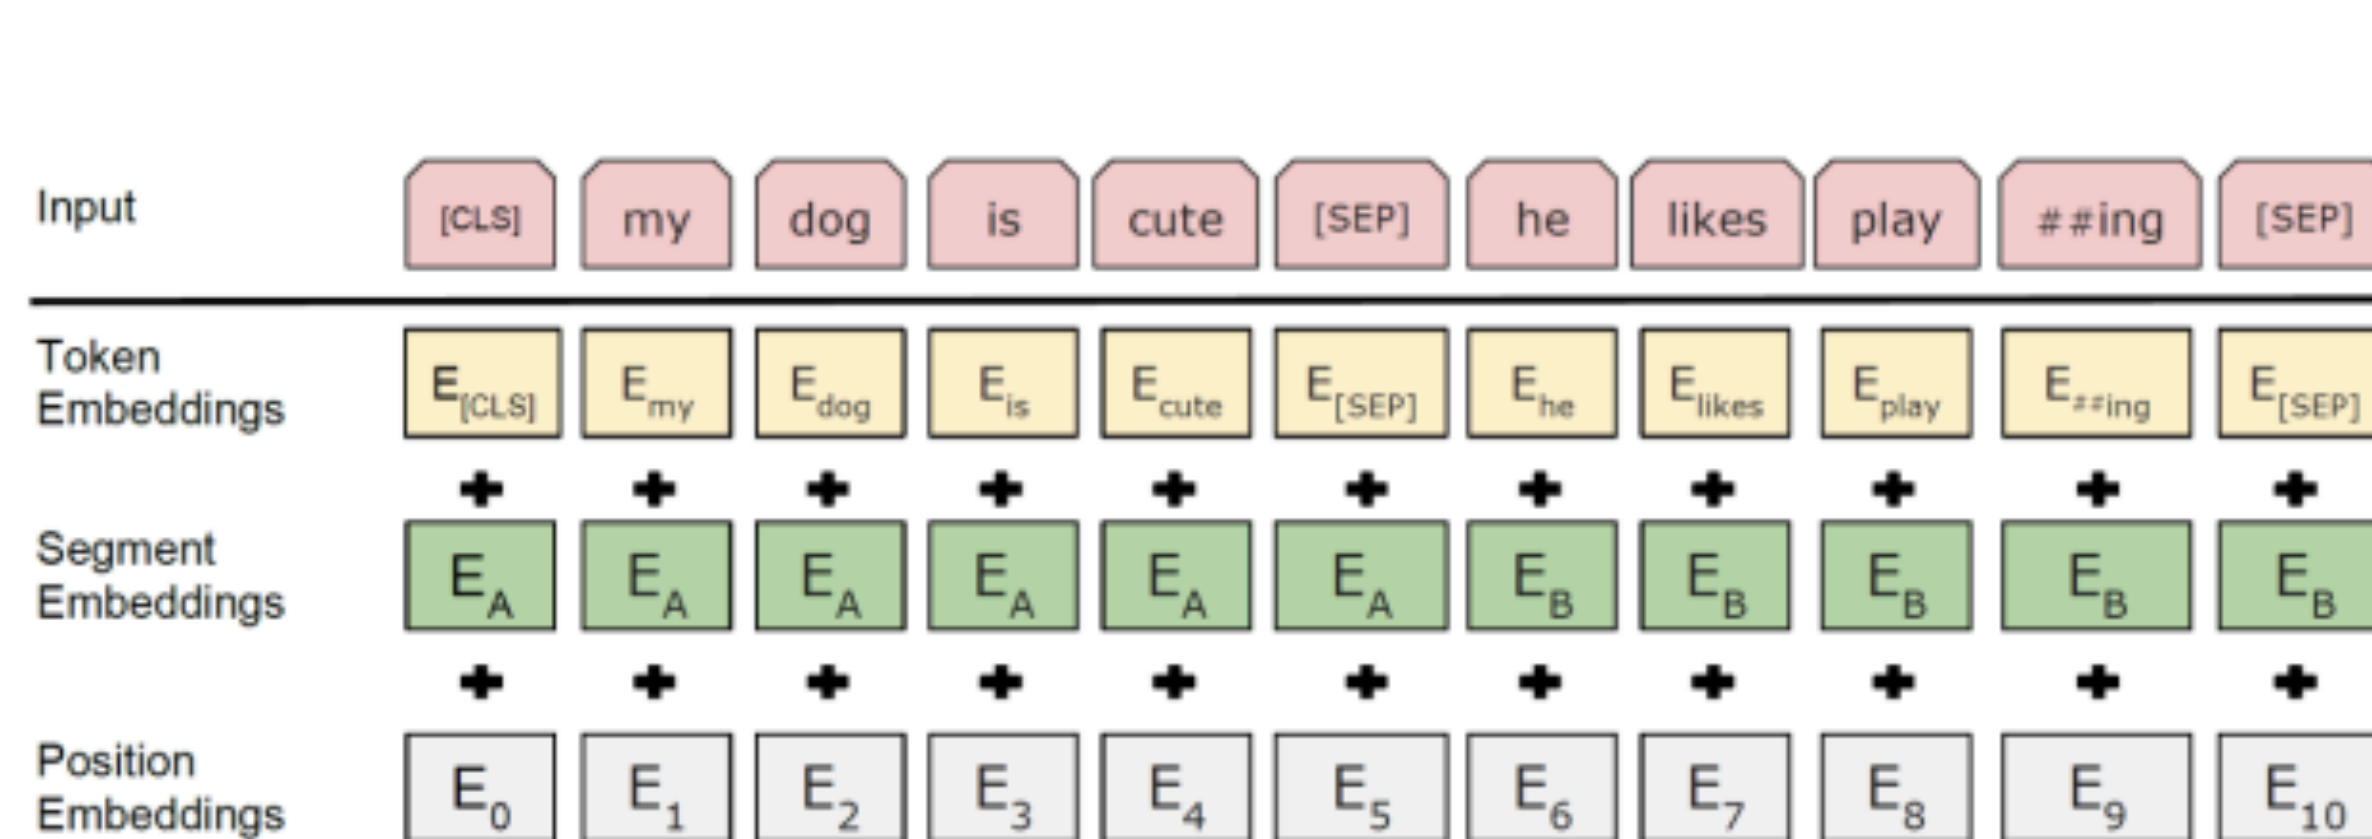 Input [CLS] my dog is cute [SEP] he likes play ##ing [SEP]
Token
Embeddings E[CLS] Emy Edog Eis Ecute E[SEP] Ehe Elikes Eplay E##ing E[SEP]
Segment
Embeddings EA EA EA EA EA EA EB EB EB EB EB
Position
Embeddings E0 E1 E2 E3 E4 E5 E6 E7 E8 E9 E10